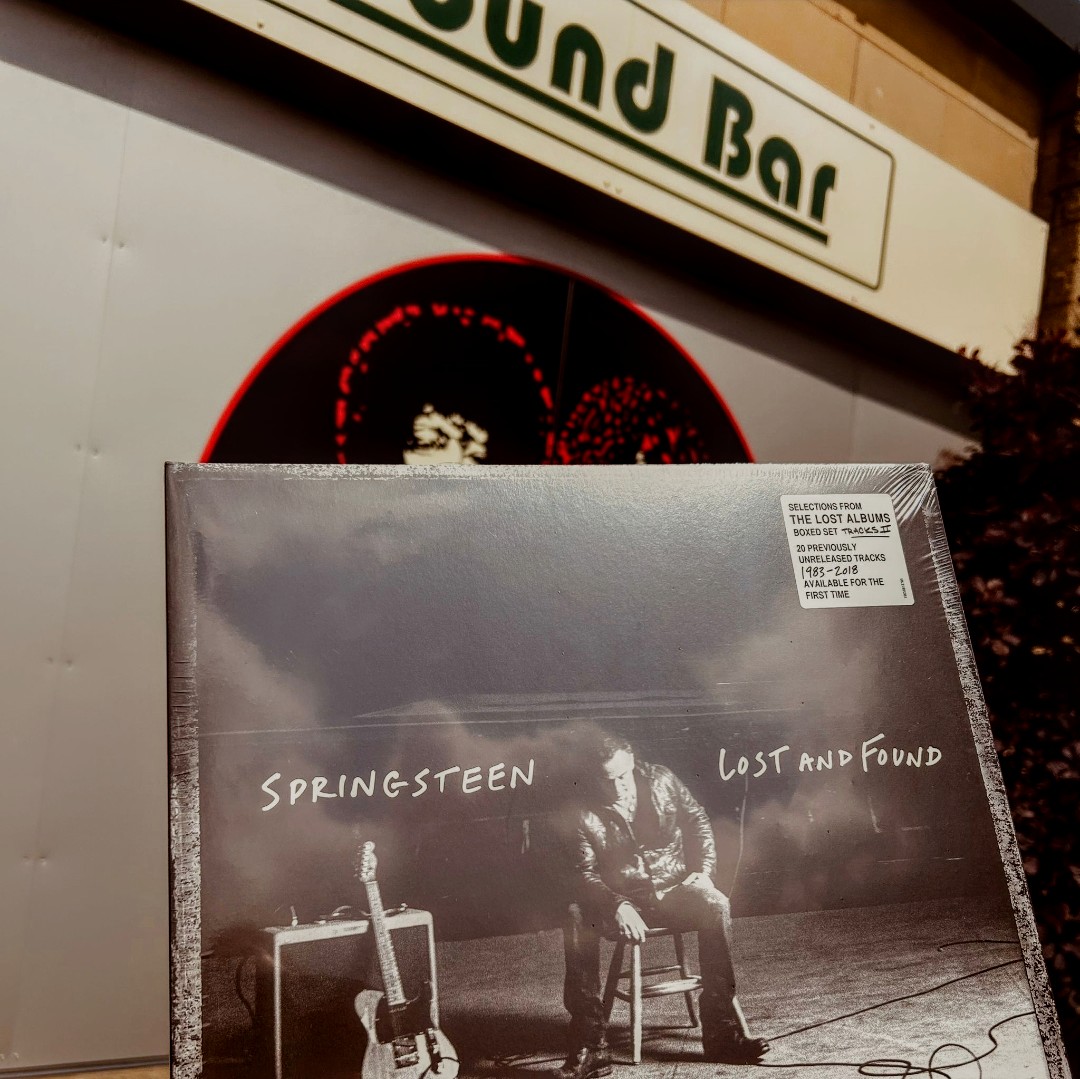 ound Bar
SELECTIONS FROM
THE LOST ALBUMS
BOXED SET TRACKS II
20 PREVIOUSLY
UNRELEASED TRACKS
1983-2018
AVAILABLE FOR THE
FIRST TIME
SPRINGSTEEN
LOST AND FOUND